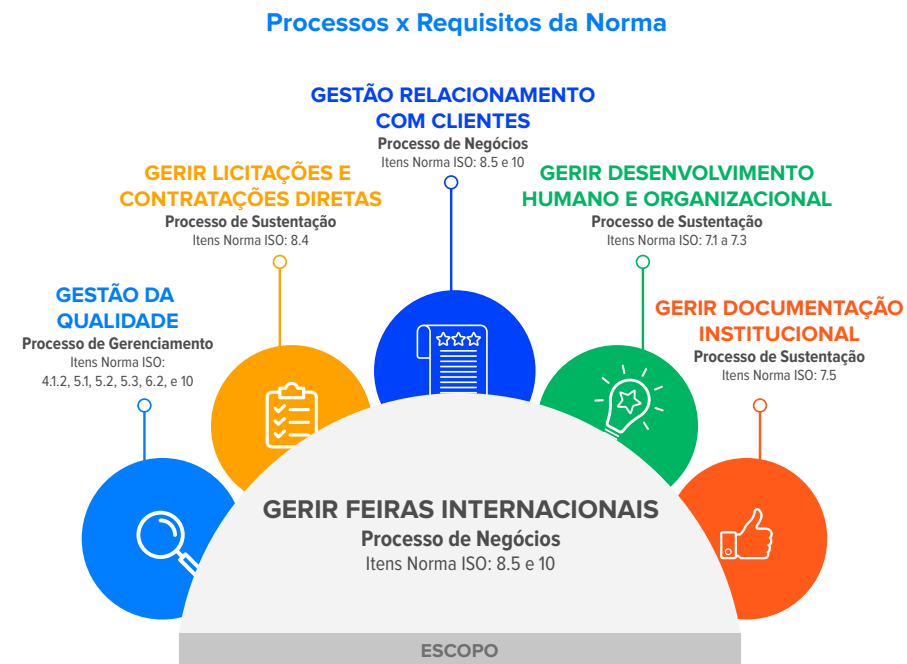 Processos x Requisitos da Norma
GESTÃO RELACIONAMENTO
COM CLIENTES
Processo de Negócios
Itens Norma ISO: 8.5 e 10
GERIR LICITAÇÕES E
CONTRATAÇÕES DIRETAS
Processo de Sustentação
Itens Norma ISO: 8.4
GERIR DESENVOLVIMENTO
HUMANO E ORGANIZACIONAL
Processo de Sustentação
Itens Norma ISO: 7.1 a 7.3
GESTÃO DA
QUALIDADE
Processo de Gerenciamento
Itens Norma ISO:
4.1.2, 5.1, 5.2, 5.3, 6.2, e 10
GERIR DOCUMENTAÇÃO
INSTITUCIONAL
Processo de Sustentação
Itens Norma ISO: 7.5
GERIR FEIRAS INTERNACIONAIS
Processo de Negócios
Itens Norma ISO: 8.5 e 10
ESCOPO